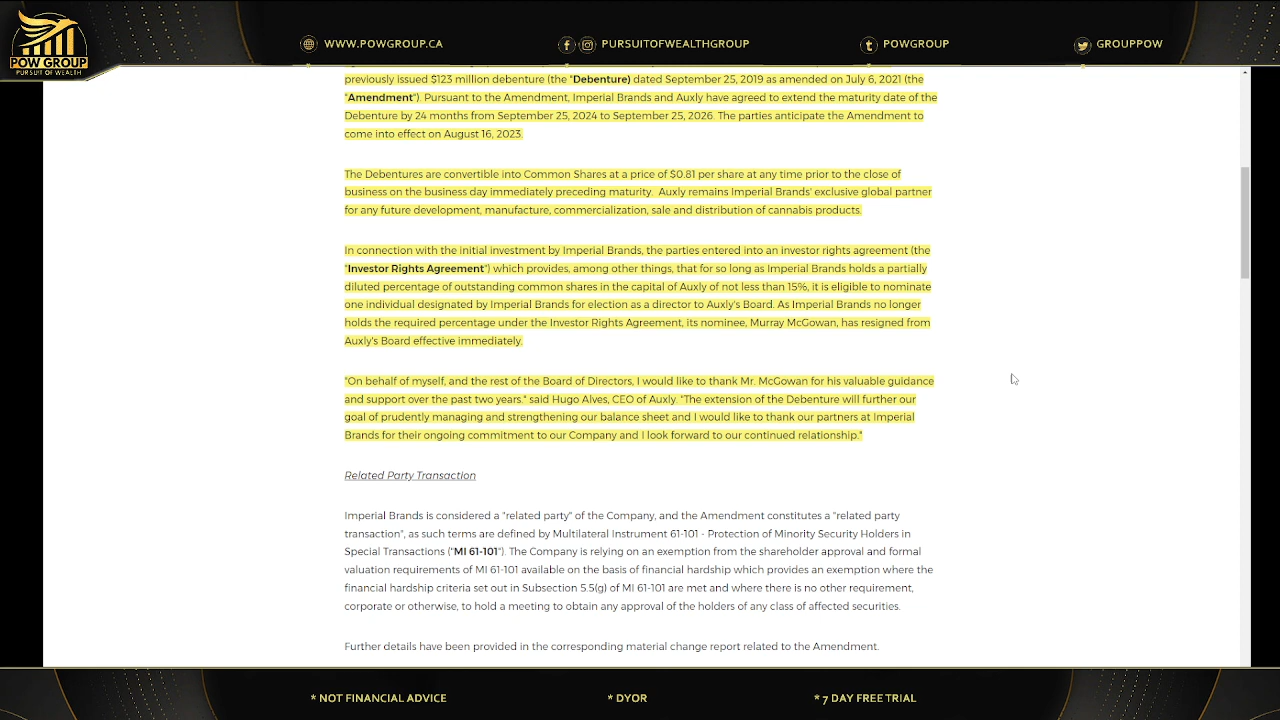 POW GROUP
PURSUIT OF WEALTH
WWW.POWGROUP.CA
PURSUITOFWEALTHGROUP
POWGROUP
GROUPPOW
previously issued $123 million debenture (the "Debenture) dated September 25, 2019 as amended on July 6, 2021 (the
"Amendment"). Pursuant to the Amendment, Imperial Brands and Auxly have agreed to extend the maturity date of the
Debenture by 24 months from September 25, 2024 to September 25, 2026. The parties anticipate the Amendment to
come into effect on August 16, 2023.
The Debentures are convertible into Common Shares at a price of $0.81 per share at any time prior to the close of
business on the business day immediately preceding maturity. Auxly remains Imperial Brands' exclusive global partner
for any future development, manufacture, commercialization, sale and distribution of cannabis products.
In connection with the initial investment by Imperial Brands, the parties entered into an investor rights agreement (the
"Investor Rights Agreement") which provides, among other things, that for so long as Imperial Brands holds a partially
diluted percentage of outstanding common shares in the capital of Auxly of not less than 15%, it is eligible to nominate
one individual designated by Imperial Brands for election as a director to Auxly's Board. As Imperial Brands no longer
holds the required percentage under the Investor Rights Agreement, its nominee, Murray McGowan, has resigned from
Auxly's Board effective immediately.
"On behalf of myself, and the rest of the Board of Directors, I would like to thank Mr. McGowan for his valuable guidance
and support over the past two years." said Hugo Alves, CEO of Auxly. "The extension of the Debenture will further our
goal of prudently managing and strengthening our balance sheet and I would like to thank our partners at Imperial
Brands for their ongoing commitment to our Company and I look forward to our continued relationship."
Related Party Transaction
Imperial Brands is considered a "related party" of the Company, and the Amendment constitutes a "related party
transaction", as such terms are defined by Multilateral Instrument 61-101 - Protection of Minority Security Holders in
Special Transactions ("MI 61-101"). The Company is relying on an exemption from the shareholder approval and formal
valuation requirements of MI 61-101 available on the basis of financial hardship which provides an exemption where the
financial hardship criteria set out in Subsection 5.5(g) of MI 61-101 are met and where there is no other requirement,
corporate or otherwise, to hold a meeting to obtain any approval of the holders of any class of affected securities.
Further details have been provided in the corresponding material change report related to the Amendment.
* NOT FINANCIAL ADVICE
* DYOR
* 7 DAY FREE TRIAL